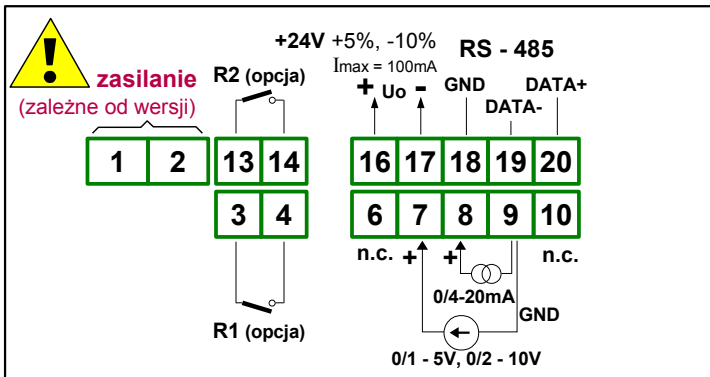 +24V +5%, -10%
Imax = 100mA
RS - 485
zasilanie
(zależne od wersji)
R2 (opcja)
+ Uo -
GND
DATA-
DATA+
1 2 13 14 16 17 18 19 20
3 4 6 7 8 9 10
n.c. + + n.c.
0/4-20mA
GND
R1 (opcja)
0/1 - 5V, 0/2 - 10V